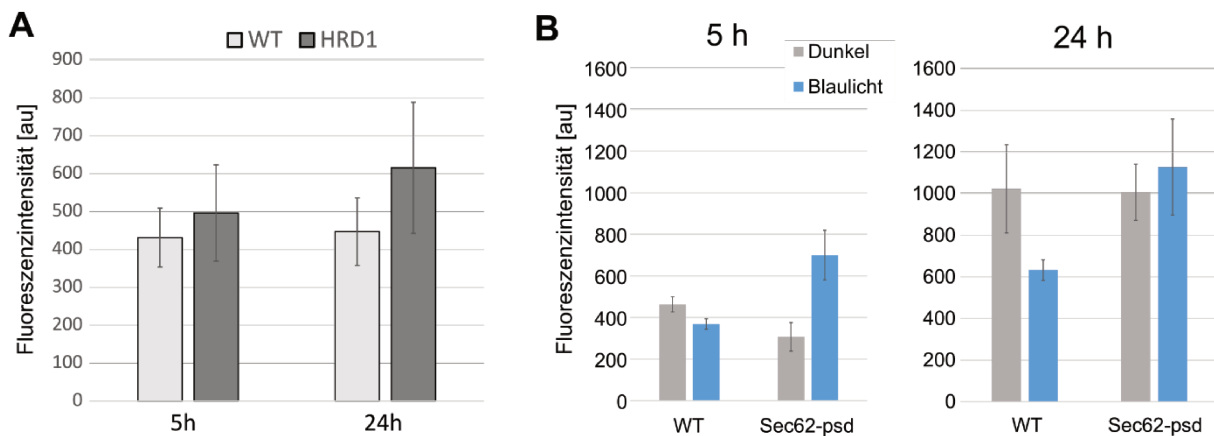 A
WT HRD1
Fluoreszenzintensität [au]
900
800
700
600
500
400
300
200
100
0
5h 24h
B
5 h
Dunkel
Blaulicht
Fluoreszenzintensität [au]
1600
1400
1200
1000
800
600
400
200
0
WT Sec62-psd
24 h
1600
1400
1200
1000
800
600
400
200
0
WT Sec62-psd